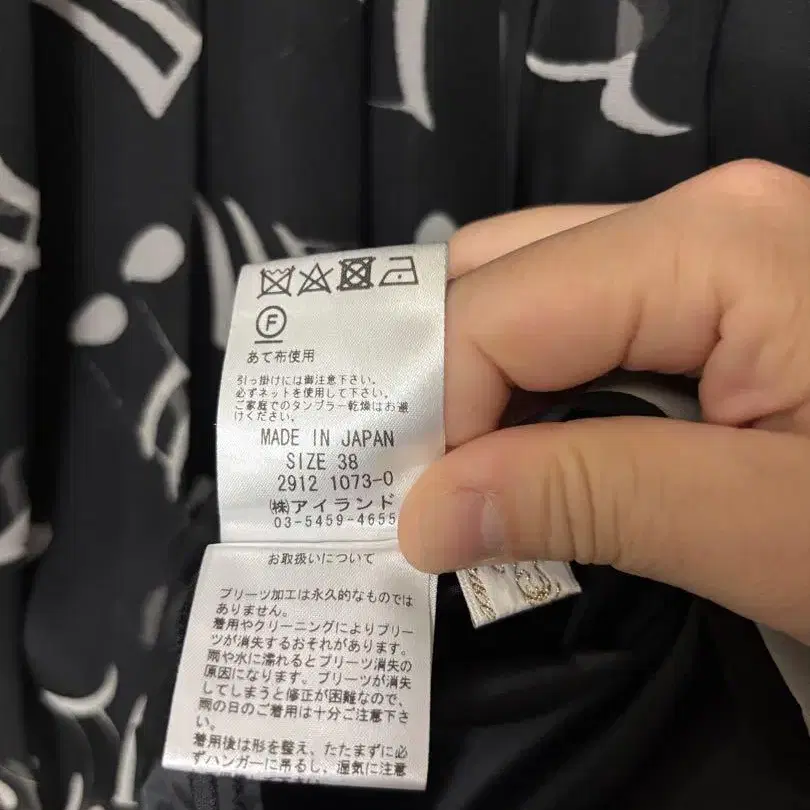 F
あて布使用
引っ掛けには御注意下さい。
必ずネットを使用して下さい。
ご家庭でのタンブラー乾燥はお避
けください。
MADE IN JAPAN
SIZE 38
2912 1073-0
㈱アイランド
03-5459-4655
お取扱いについて
プリーツ加工は永久的なものでは
ありません。
着用やクリーニングによりプリー
ツが消失するおそれがあります。
雨や水に濡れるとプリーツ消失の
原因になります。プリーツが消失
してしまうと修正が困難なので、
雨の日のご着用は十分ご注意下さ
い。
着用後は形を整え、たたまずに必
ずハンガーに吊るし、湿気に注意